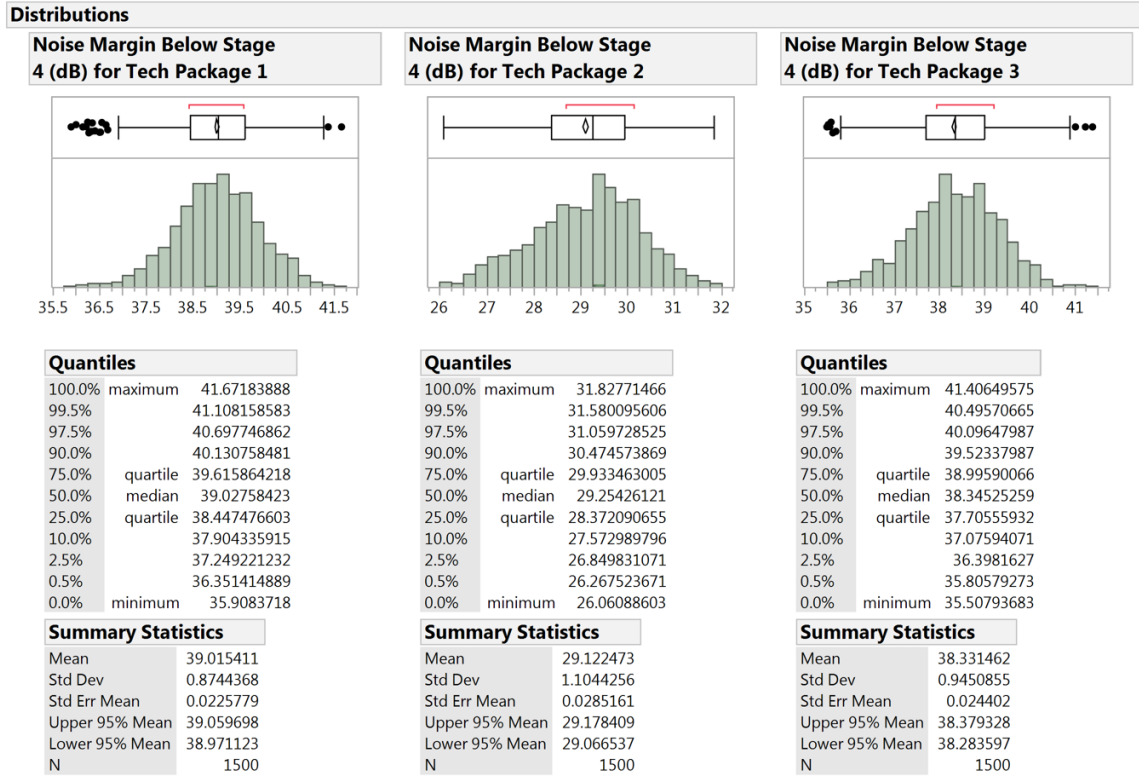 Distributions
Noise Margin Below Stage
4 (dB) for Tech Package 1
35.5 36.5 37.5 38.5 39.5 40.5 41.5
Quantiles
100.0% maximum 41.67183888
99.5% 41.108158583
97.5% 40.697746862
90.0% 40.130758481
75.0% quartile 39.615864218
50.0% median 39.02758423
25.0% quartile 38.447476603
10.0% 37.904335915
2.5% 37.249221232
0.5% 36.351414889
0.0% minimum 35.9083718
Summary Statistics
Mean 39.015411
Std Dev 0.8744368
Std Err Mean 0.0225779
Upper 95% Mean 39.059698
Lower 95% Mean 38.971123
N 1500
Noise Margin Below Stage
4 (dB) for Tech Package 2
26 27 28 29 30 31 32
Quantiles
100.0% maximum 31.82771466
99.5% 31.580095606
97.5% 31.059728525
90.0% 30.474573869
75.0% quartile 29.933463005
50.0% median 29.25426121
25.0% quartile 28.372090655
10.0% 27.572989796
2.5% 26.849831071
0.5% 26.267523671
0.0% minimum 26.06088603
Summary Statistics
Mean 29.122473
Std Dev 1.1044256
Std Err Mean 0.0285161
Upper 95% Mean 29.178409
Lower 95% Mean 29.066537
N 1500
Noise Margin Below Stage
4 (dB) for Tech Package 3
35 36 37 38 39 40 41
Quantiles
100.0% maximum 41.40649575
99.5% 40.49570665
97.5% 40.09647987
90.0% 39.52337987
75.0% quartile 38.99590066
50.0% median 38.34525259
25.0% quartile 37.70555932
10.0% 37.07594071
2.5% 36.3981627
0.5% 35.80579273
0.0% minimum 35.50793683
Summary Statistics
Mean 38.331462
Std Dev 0.9450855
Std Err Mean 0.024402
Upper 95% Mean 38.379328
Lower 95% Mean 38.283597
N 1500